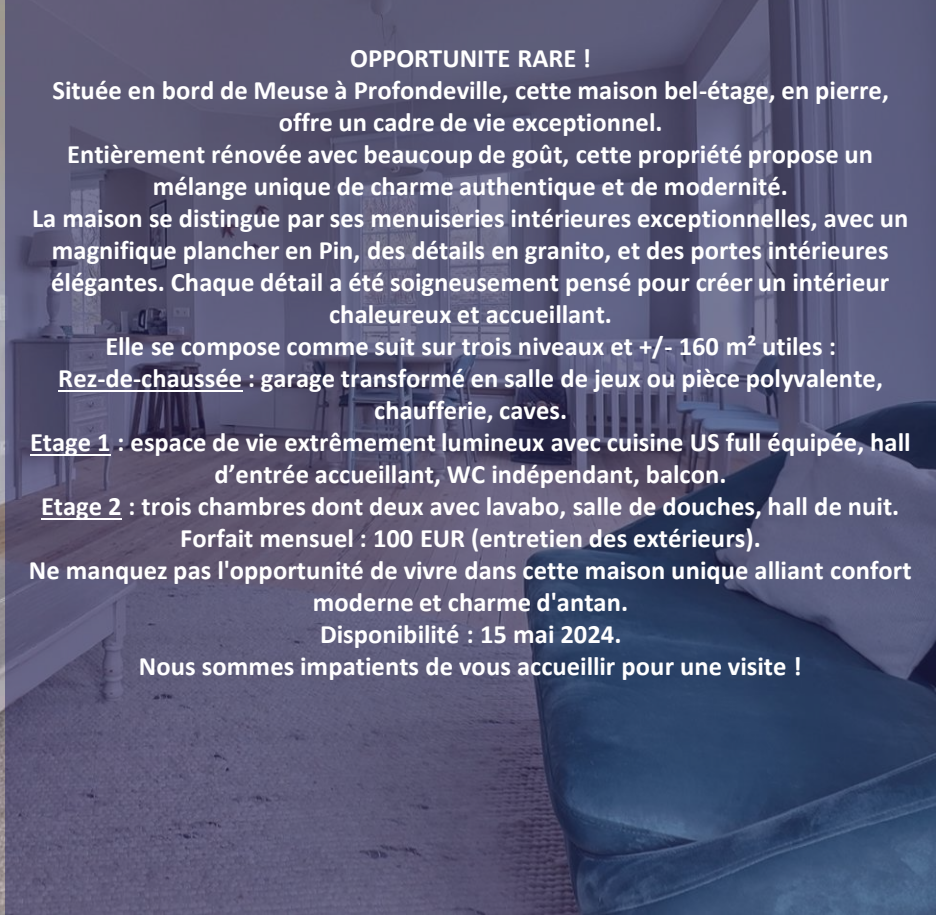 OPPORTUNITE RARE !
Située en bord de Meuse à Profondeville, cette maison bel-étage, en pierre,
offre un cadre de vie exceptionnel.
Entièrement rénovée avec beaucoup de goût, cette propriété propose un
mélange unique de charme authentique et de modernité.
La maison se distingue par ses menuiseries intérieures exceptionnelles, avec un
magnifique plancher en Pin, des détails en granito, et des portes intérieures
élégantes. Chaque détail a été soigneusement pensé pour créer un intérieur
chaleureux et accueillant.
Elle se compose comme suit sur trois niveaux et +/- 160 m² utiles :
Rez-de-chaussée : garage transformé en salle de jeux ou pièce polyvalente,
chaufferie, caves.
Etage 1 : espace de vie extrêmement lumineux avec cuisine US full équipée, hall
d’entrée accueillant, WC indépendant, balcon.
Etage 2 : trois chambres dont deux avec lavabo, salle de douches, hall de nuit.
Forfait mensuel : 100 EUR (entretien des extérieurs).
Ne manquez pas l'opportunité de vivre dans cette maison unique alliant confort
moderne et charme d'antan.
Disponibilité : 15 mai 2024.
Nous sommes impatients de vous accueillir pour une visite !